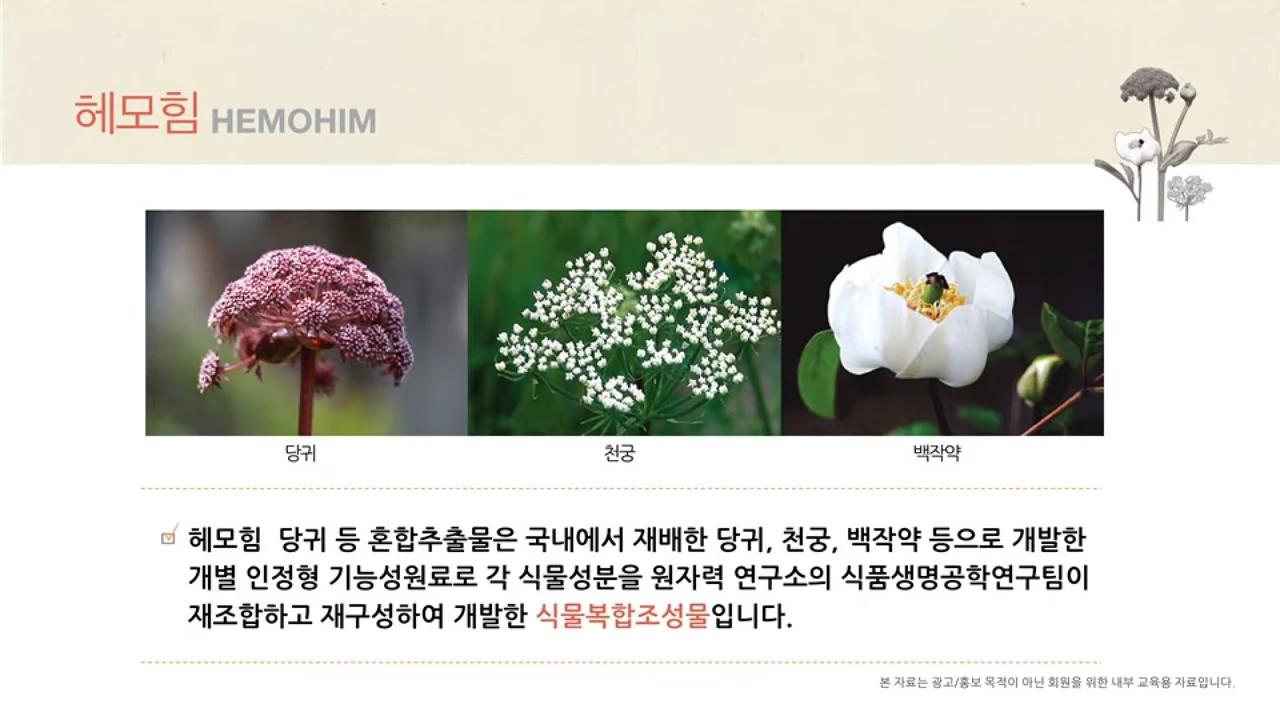 헤모힘 HEMOHIM
당귀
천궁
백작약
헤모힘 당귀 등 혼합추출물은 국내에서 재배한 당귀, 천궁, 백작약 등으로 개발한
개별 인정형 기능성원료로 각 식물성분을 원자력 연구소의 식품생명공학연구팀이
재조합하고 재구성하여 개발한 식물복합조성물입니다.
본 자료는 광고/홍보 목적이 아닌 회원을 위한 내부 교육용 자료입니다.